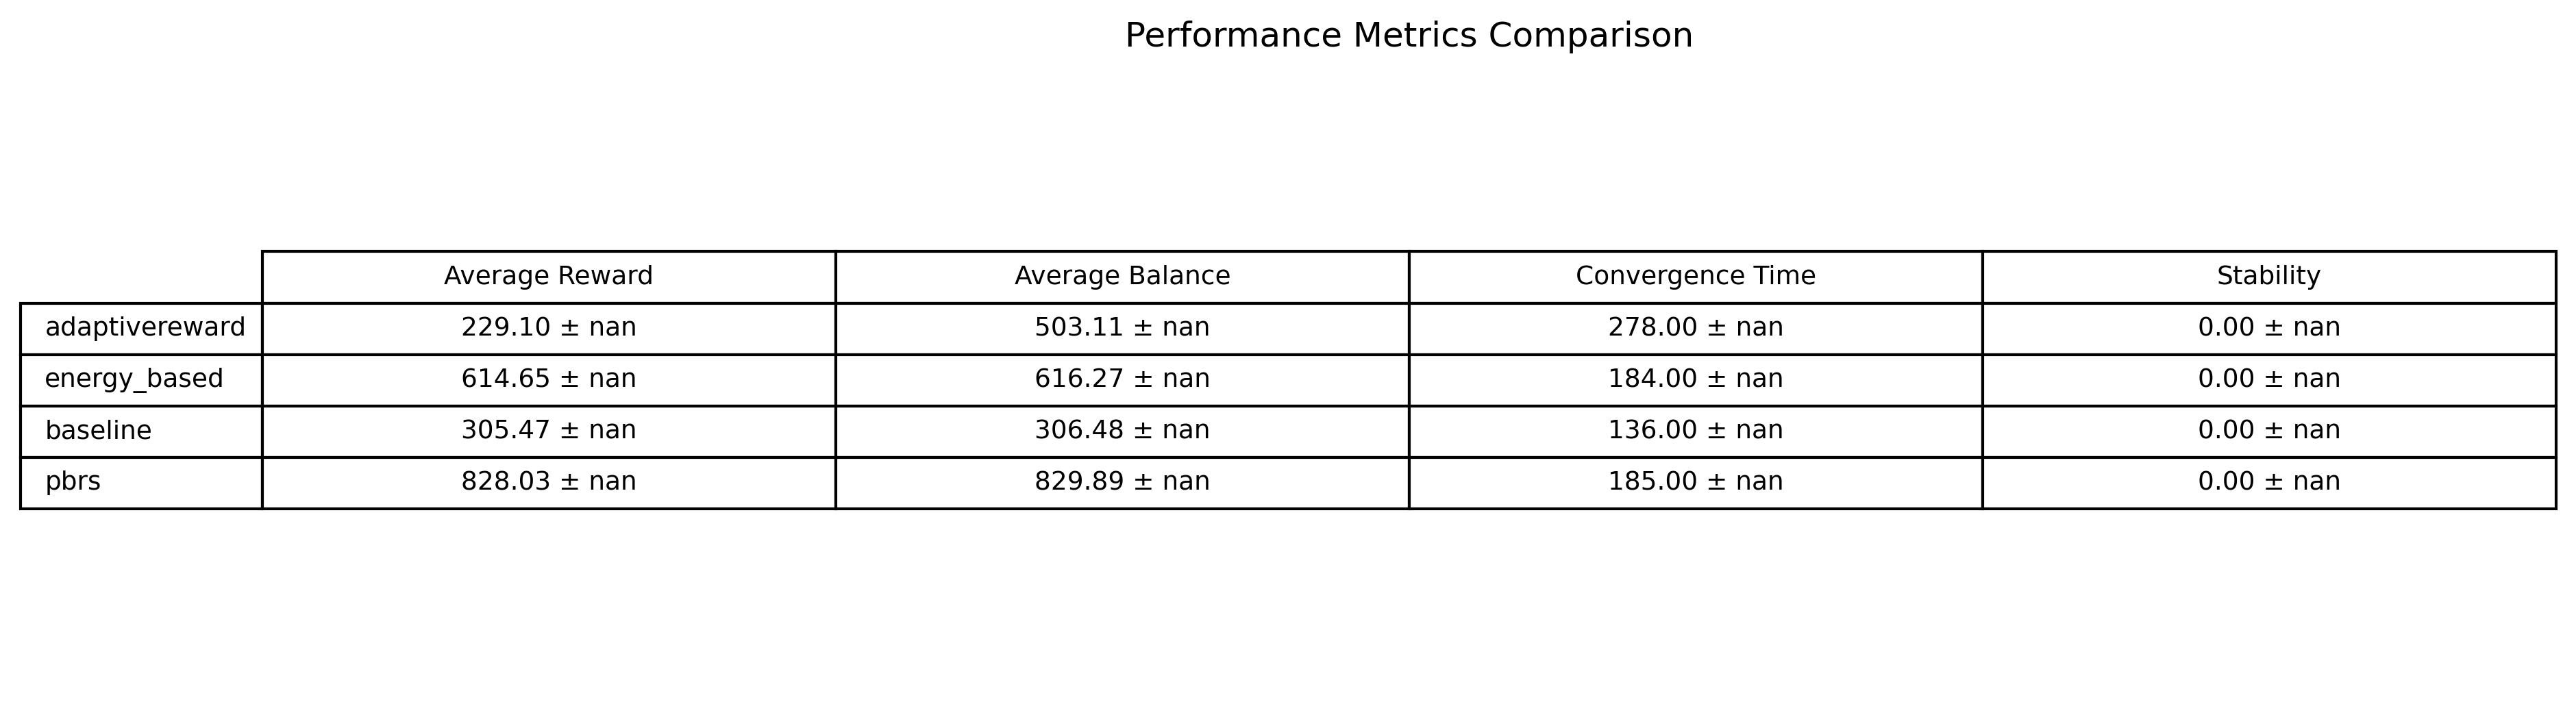 Performance Metrics Comparison
Average Reward Average Balance Convergence Time Stability
adaptivereward 229.10 ± nan 503.11 ± nan 278.00 ± nan 0.00 ± nan
energy_based 614.65 ± nan 616.27 ± nan 184.00 ± nan 0.00 ± nan
baseline 305.47 ± nan 306.48 ± nan 136.00 ± nan 0.00 ± nan
pbrs 828.03 ± nan 829.89 ± nan 185.00 ± nan 0.00 ± nan